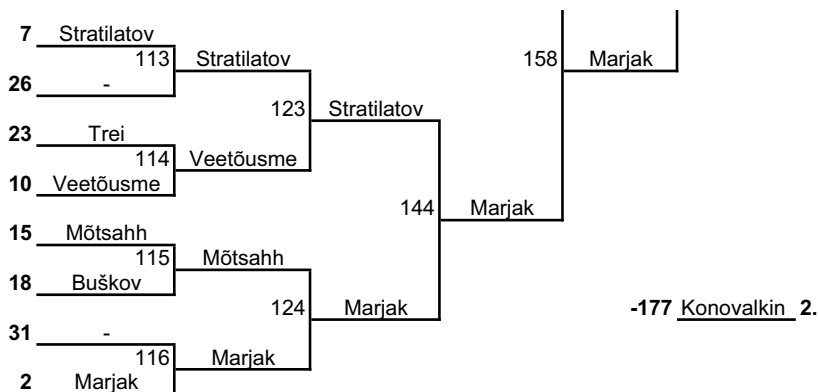 7 Stratilatov
113 Stratilatov 158 Marjak
26 -
123 Stratilatov
23 Trei
114 Veetõusme
10 Veetõusme
144 Marjak
15 Mõtsahh
115 Mõtsahh
18 Buškov
124 Marjak -177 Konovalkin 2.
31 -
116 Marjak
2 Marjak